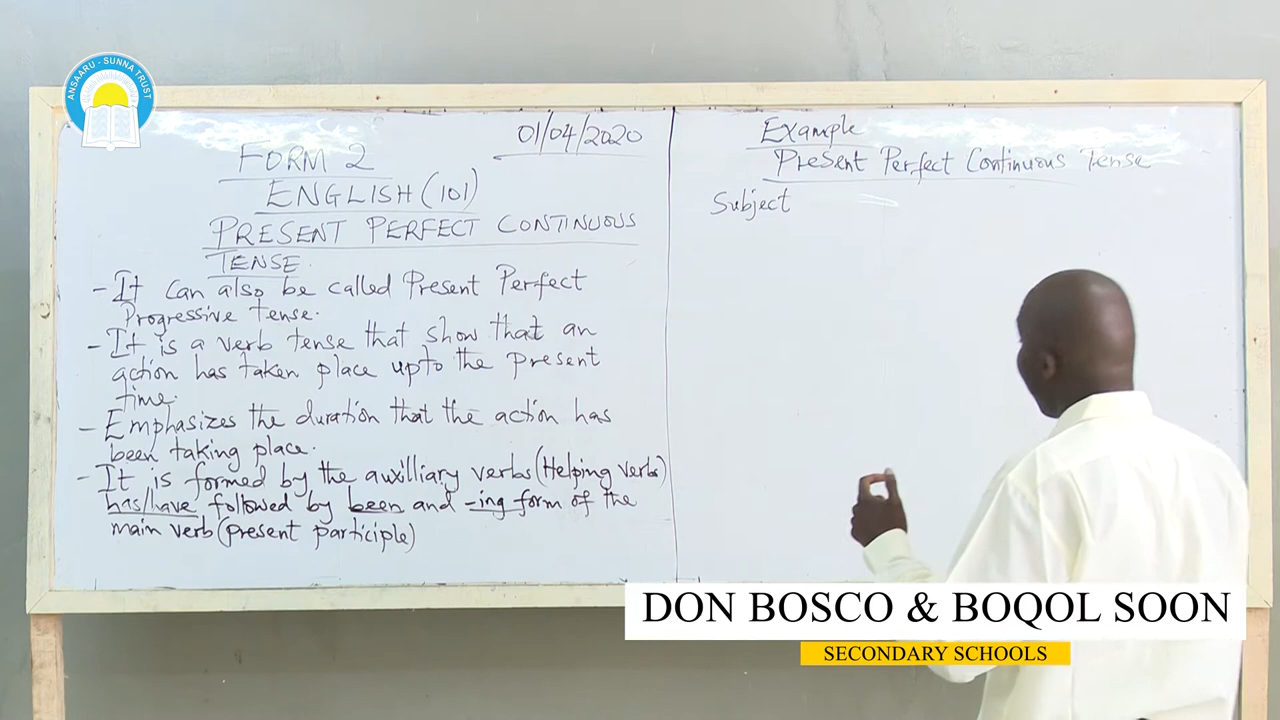 ANSAARU - SUNNA TRUST
01/04/2020
FORM 2
ENGLISH (101)
PRESENT PERFECT CONTINUOUS
TENSE.
- It can also be called Present Perfect
Progressive tense.
- It is a verb tense that show that an
action has taken place upto the present
time.
- Emphasizes the duration that the action has
been taking place.
- It is formed by the auxilliary verbs (Helping verbs)
has/have followed by been and -ing form of the
main verb (present participle)
Example
Present Perfect Continuous Tense
Subject
DON BOSCO & BOQOL SOON
SECONDARY SCHOOLS